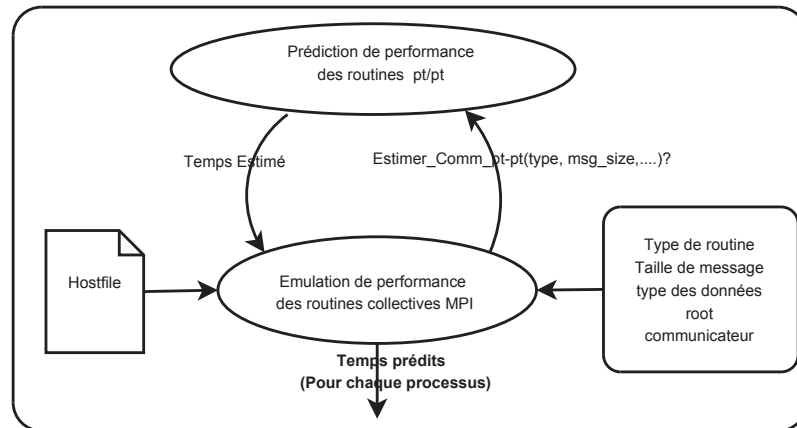 Prédiction de performance
des routines pt/pt
Temps Estimé
Estimer_Comm_pt-pt(type, msg_size,....)?
Hostfile
Emulation de performance
des routines collectives MPI
Type de routine
Taille de message
type des données
root
communicateur
Temps prédits
(Pour chaque processus)